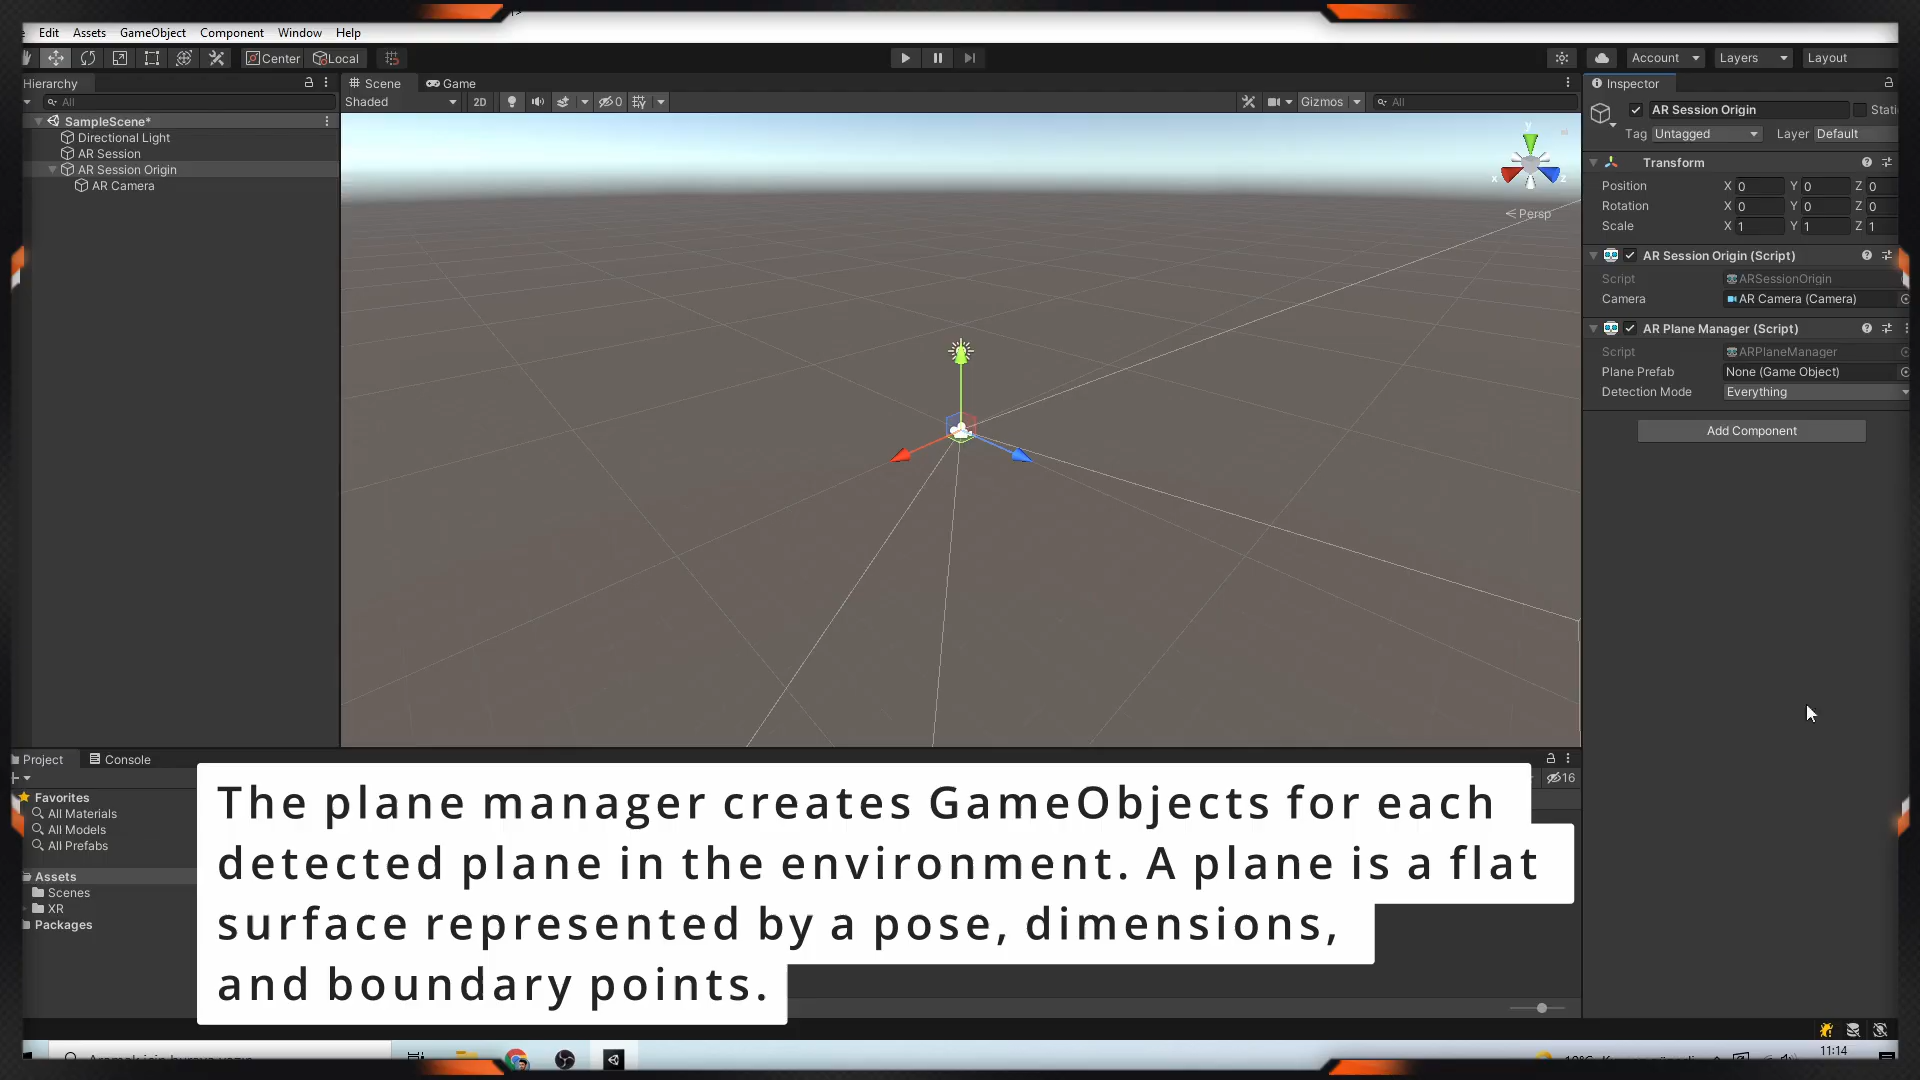 Edit Assets GameObject Component Window Help
Center Local Account Layers Layout
Hierarchy
All
SampleScene*
Directional Light
AR Session
AR Session Origin
AR Camera
Scene Game
Shaded 2D 0 Gizmos All
y
x z
Persp
Inspector
AR Session Origin
Tag Untagged Layer Default
Transform
Position X 0 Y 0 Z 0
Rotation X 0 Y 0 Z 0
Scale X 1 Y 1 Z 1
AR Session Origin (Script)
Script ARSessionOrigin
Camera AR Camera (Camera)
AR Plane Manager (Script)
Script ARPlaneManager
Plane Prefab None (Game Object)
Detection Mode Everything
Add Component
Project Console
16
Favorites
All Materials
All Models
All Prefabs
Assets
Scenes
XR
Packages
The plane manager creates GameObjects for each
detected plane in the environment. A plane is a flat
surface represented by a pose, dimensions,
and boundary points.
11:14